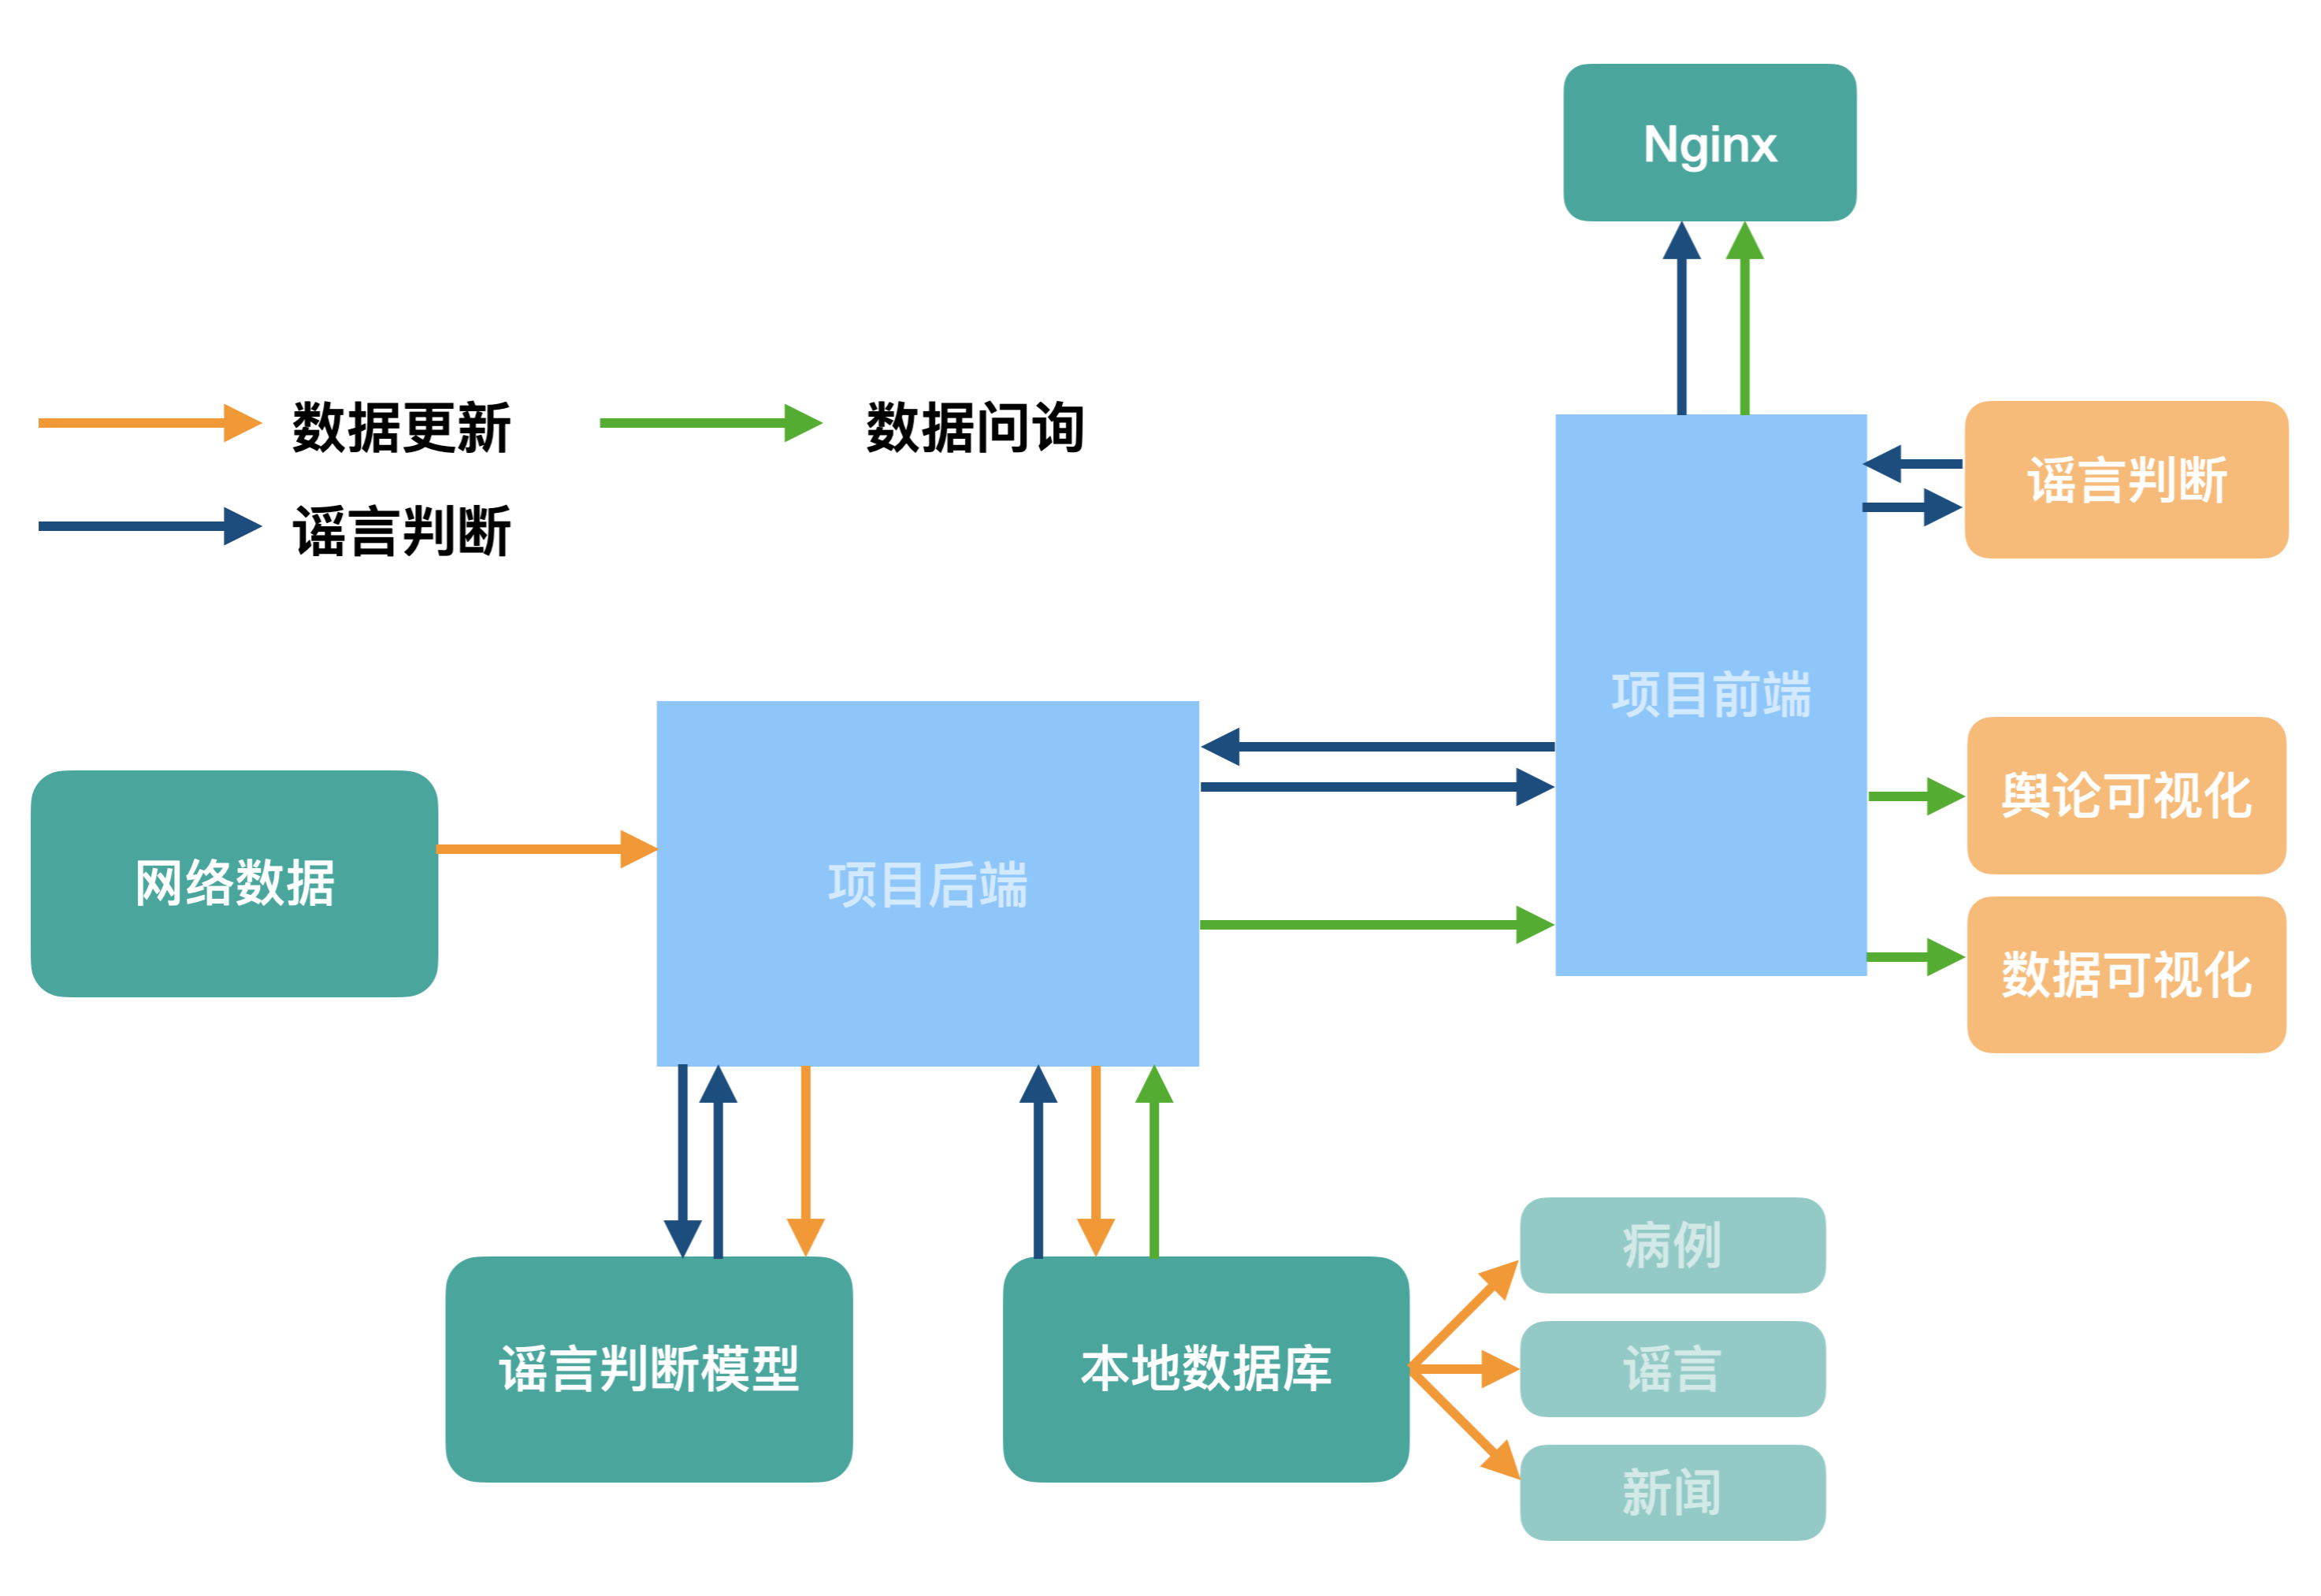 Nginx
数据更新
数据问询
谣言判断
谣言判断
项目前端
舆论可视化
网络数据
项目后端
数据可视化
病例
谣言判断模型
本地数据库
谣言
新闻